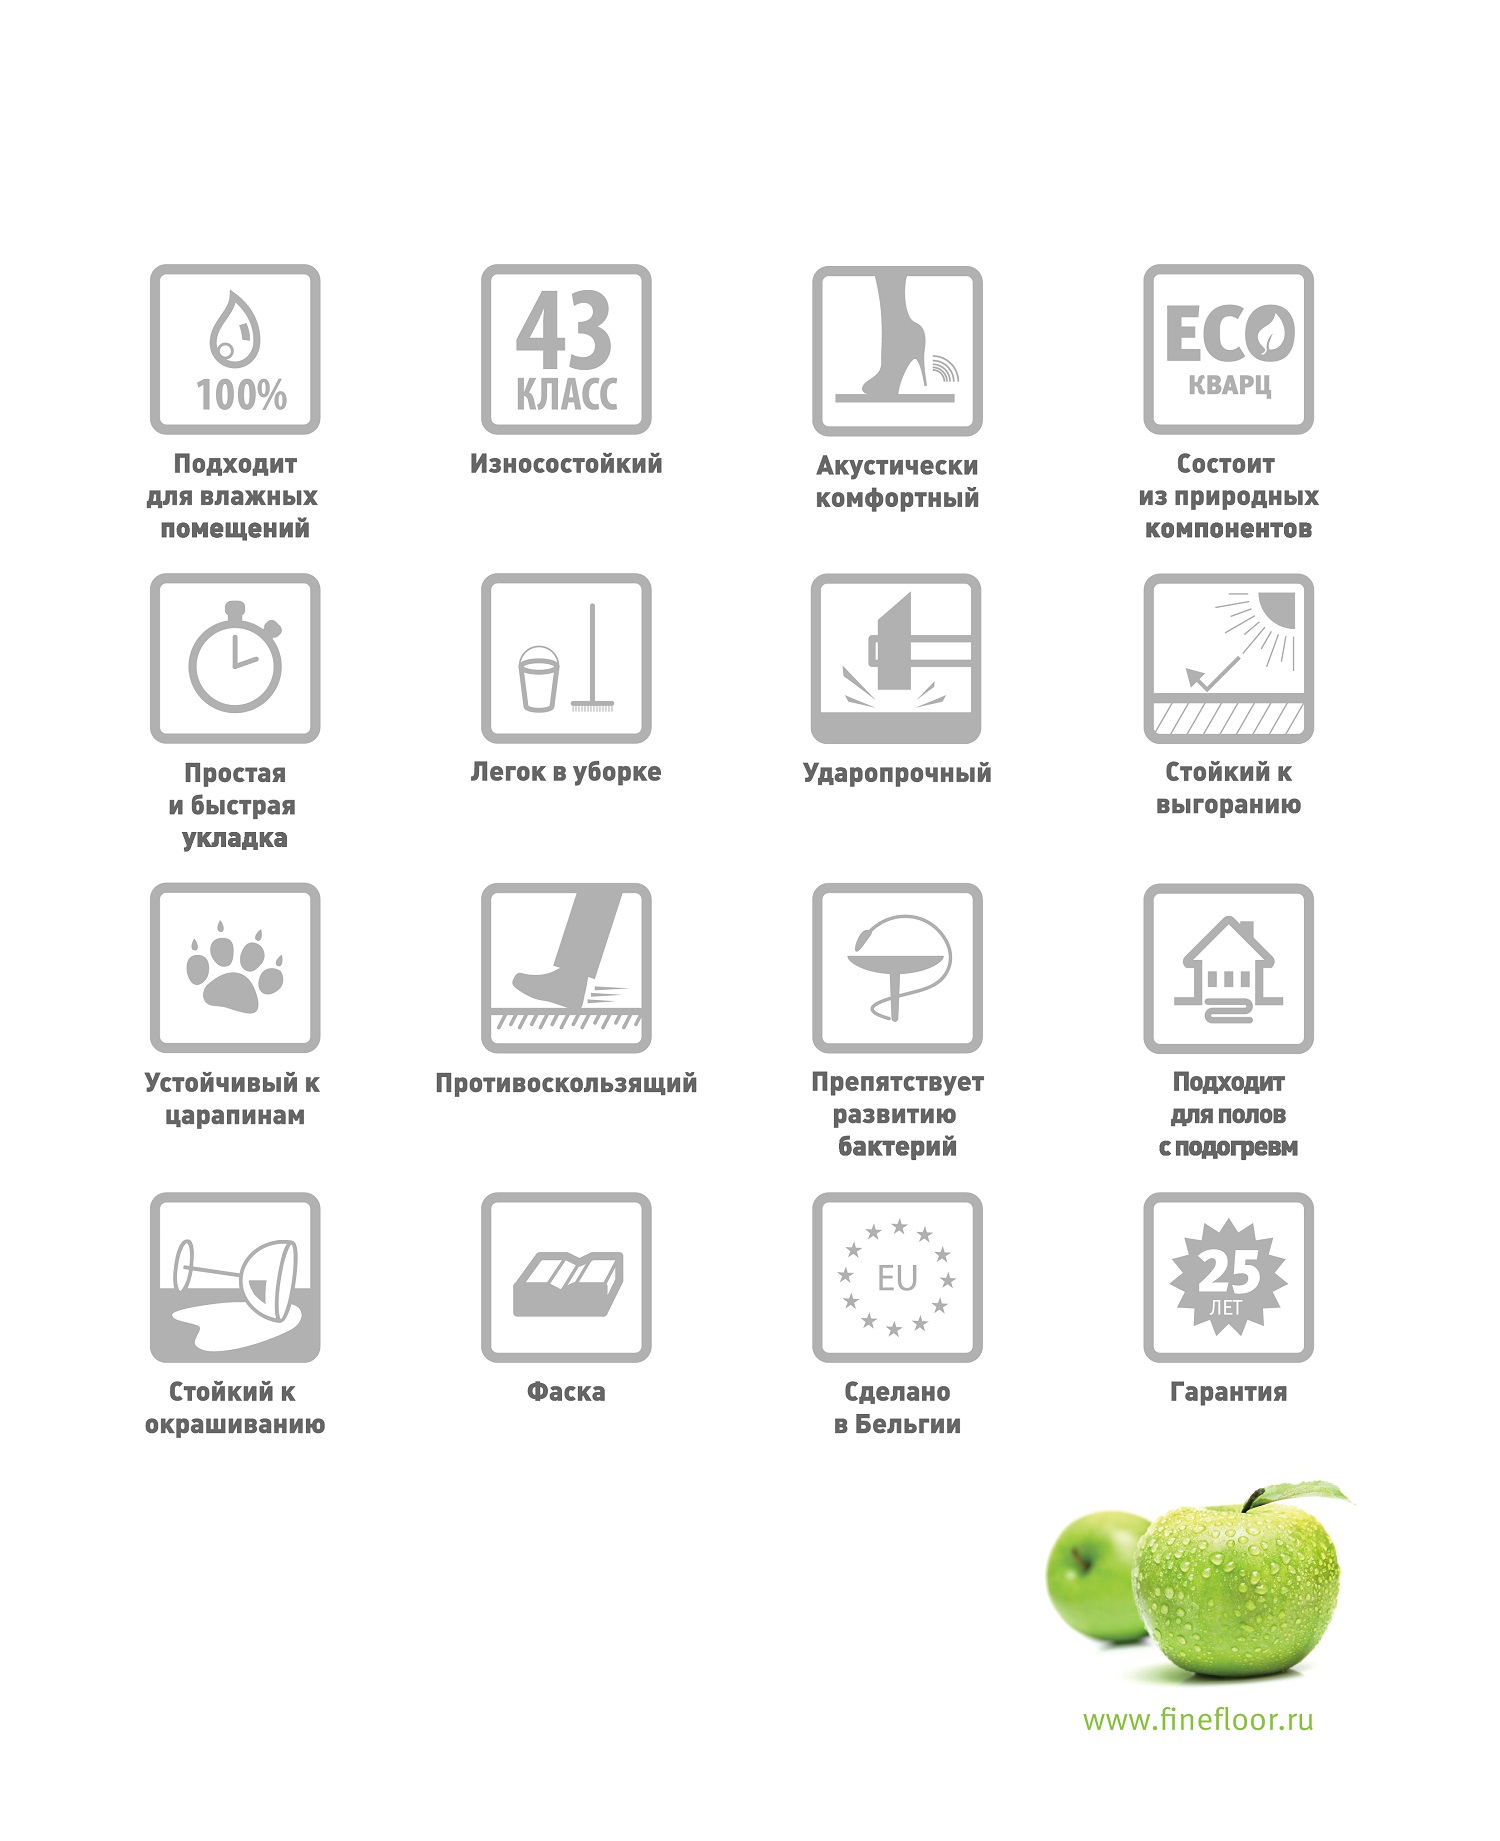 100%
Подходит
для влажных
помещений
43
КЛАСС
Износостойкий
Акустически
комфортный
ECO
КВАРЦ
Состоит
из природных
компонентов
Простая
и быстрая
укладка
Легок в уборке
Ударопрочный
Стойкий к
выгоранию
Устойчивый к
царапинам
Противоскользящий
Препятствует
развитию
бактерий
Подходит
для полов
с подогревм
Стойкий к
окрашиванию
Фаска
EU
Сделано
в Бельгии
25
ЛЕТ
Гарантия
www.finefloor.ru